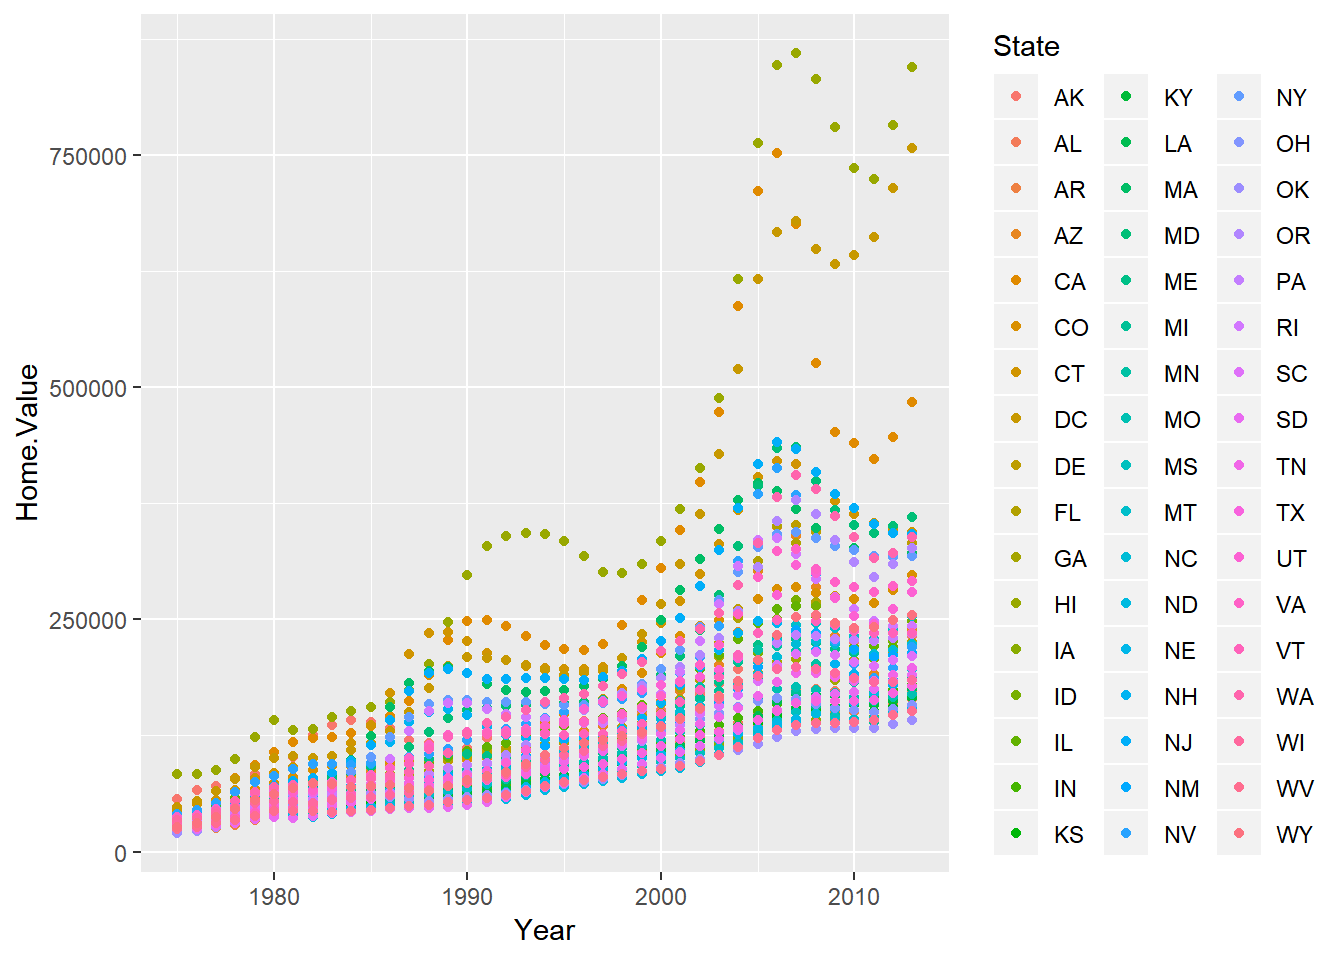 State
AK KY NY
AL LA OH
AR MA OK
AZ MD OR
CA ME PA
CO MI RI
CT MN SC
DC MO SD
DE MS TN
FL MT TX
GA NC UT
HI ND VA
IA NE VT
ID NH WA
IL NJ WI
IN NM WV
KS NV WY
Home.Value
750000
500000
250000
0
1980 1990 2000 2010
Year